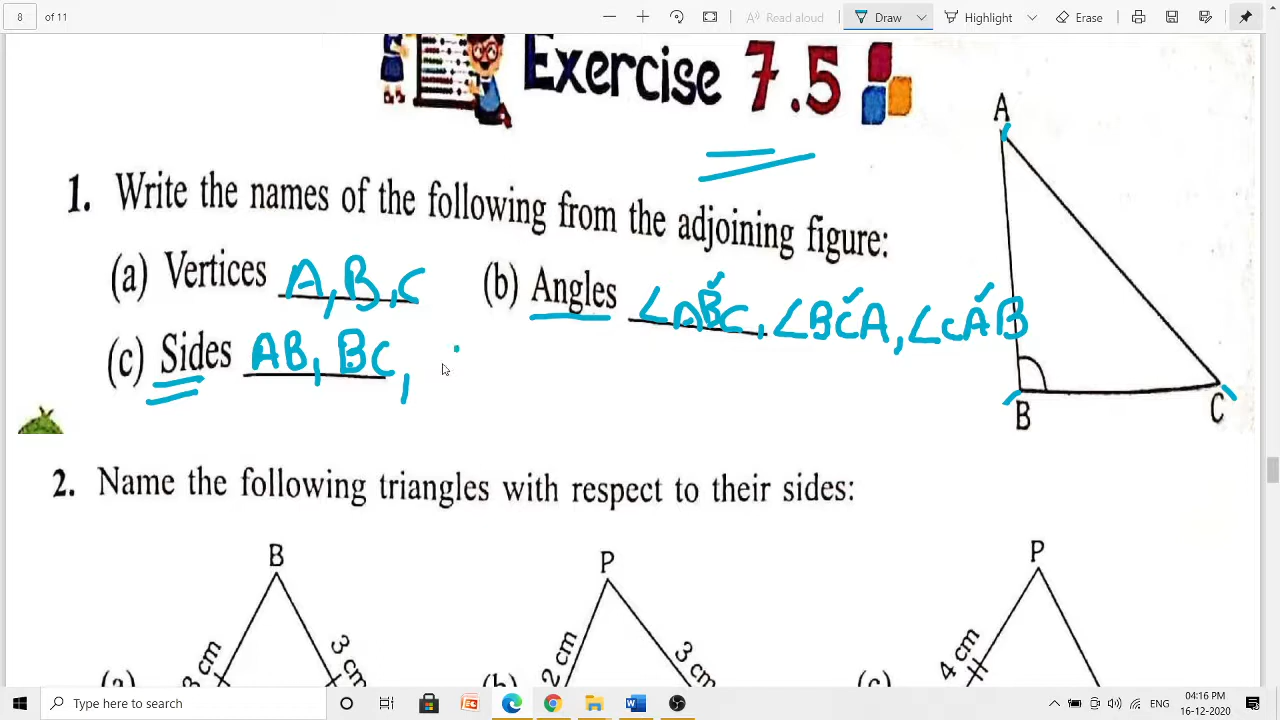 8 of 11 Read aloud Draw Highlight Erase
Exercise 7.5
A
1. Write the names of the following from the adjoining figure:
(a) Vertices A, B, C (b) Angles ∠ABC, ∠BCA, ∠CAB
(c) Sides AB, BC,
B C
2. Name the following triangles with respect to their sides:
B P P
3 cm 3 cm 2 cm 3 cm 4 cm
(a) (b) (c)
Type here to search ENG 04:16 PM
16-12-2020